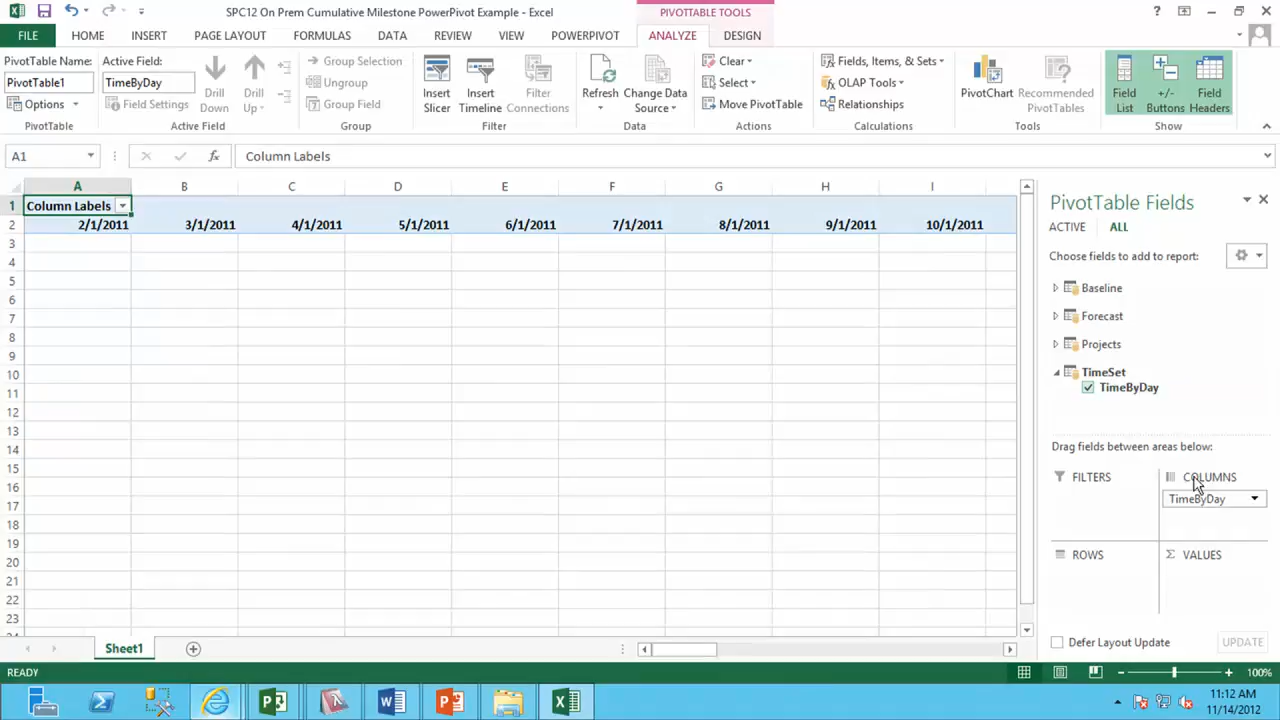 SPC12 On Prem Cumulative Milestone PowerPivot Example - Excel
PIVOTTABLE TOOLS
FILE HOME INSERT PAGE LAYOUT FORMULAS DATA REVIEW VIEW POWERPIVOT ANALYZE DESIGN
PivotTable Name:
PivotTable1
Options
PivotTable
Active Field:
TimeByDay
Field Settings
Drill Down
Drill Up
Active Field
Group Selection
Ungroup
Group Field
Group
Insert Slicer
Insert Timeline
Filter Connections
Filter
Refresh
Change Data Source
Data
Clear
Select
Move PivotTable
Actions
Fields, Items, & Sets
OLAP Tools
Relationships
Calculations
PivotChart
Recommended PivotTables
Tools
Field List
+/- Buttons
Field Headers
Show
A1
fx
Column Labels
A B C D E F G H I
1 Column Labels
2 2/1/2011 3/1/2011 4/1/2011 5/1/2011 6/1/2011 7/1/2011 8/1/2011 9/1/2011 10/1/2011
3
4
5
6
7
8
9
10
11
12
13
14
15
16
17
18
19
20
21
22
23
24
PivotTable Fields
ACTIVE ALL
Choose fields to add to report:
Baseline
Forecast
Projects
TimeSet
TimeByDay
Drag fields between areas below:
FILTERS
COLUMNS
TimeByDay
ROWS
Σ VALUES
Defer Layout Update
UPDATE
Sheet1
READY
100%
11:12 AM
11/14/2012